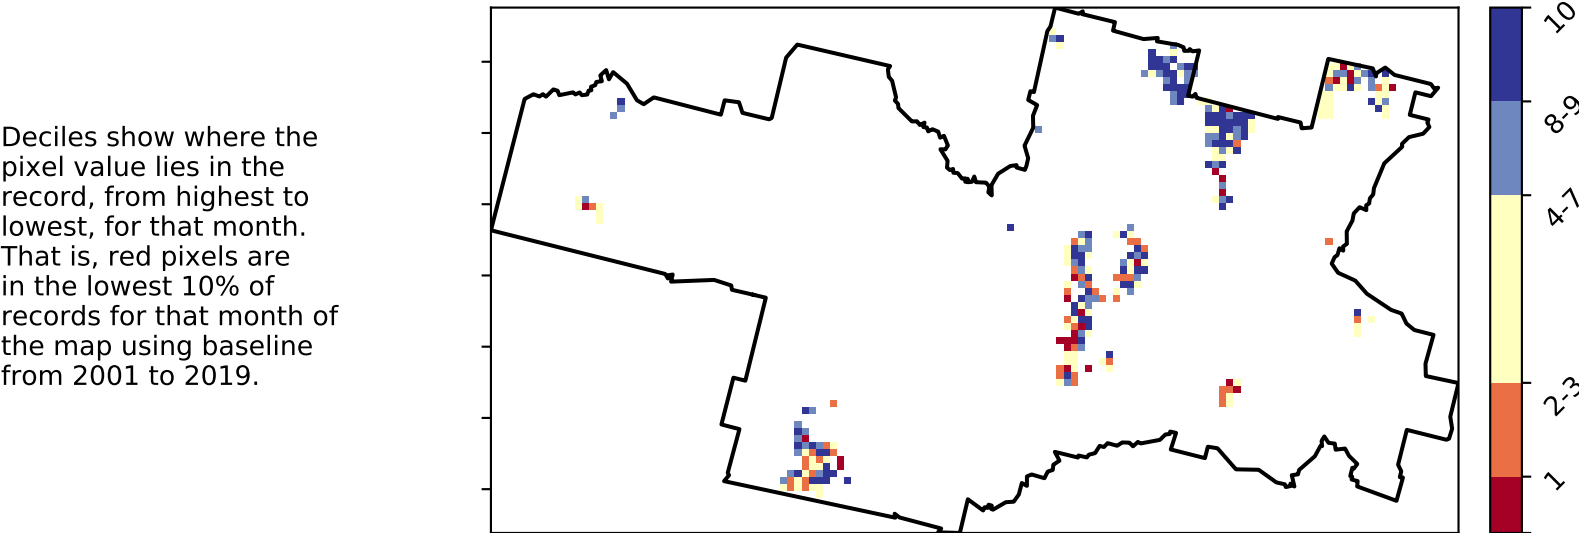 Deciles show where the
pixel value lies in the
record, from highest to
lowest, for that month.
That is, red pixels are
in the lowest 10% of
records for that month of
the map using baseline
from 2001 to 2019.
10
8-9
4-7
2-3
1